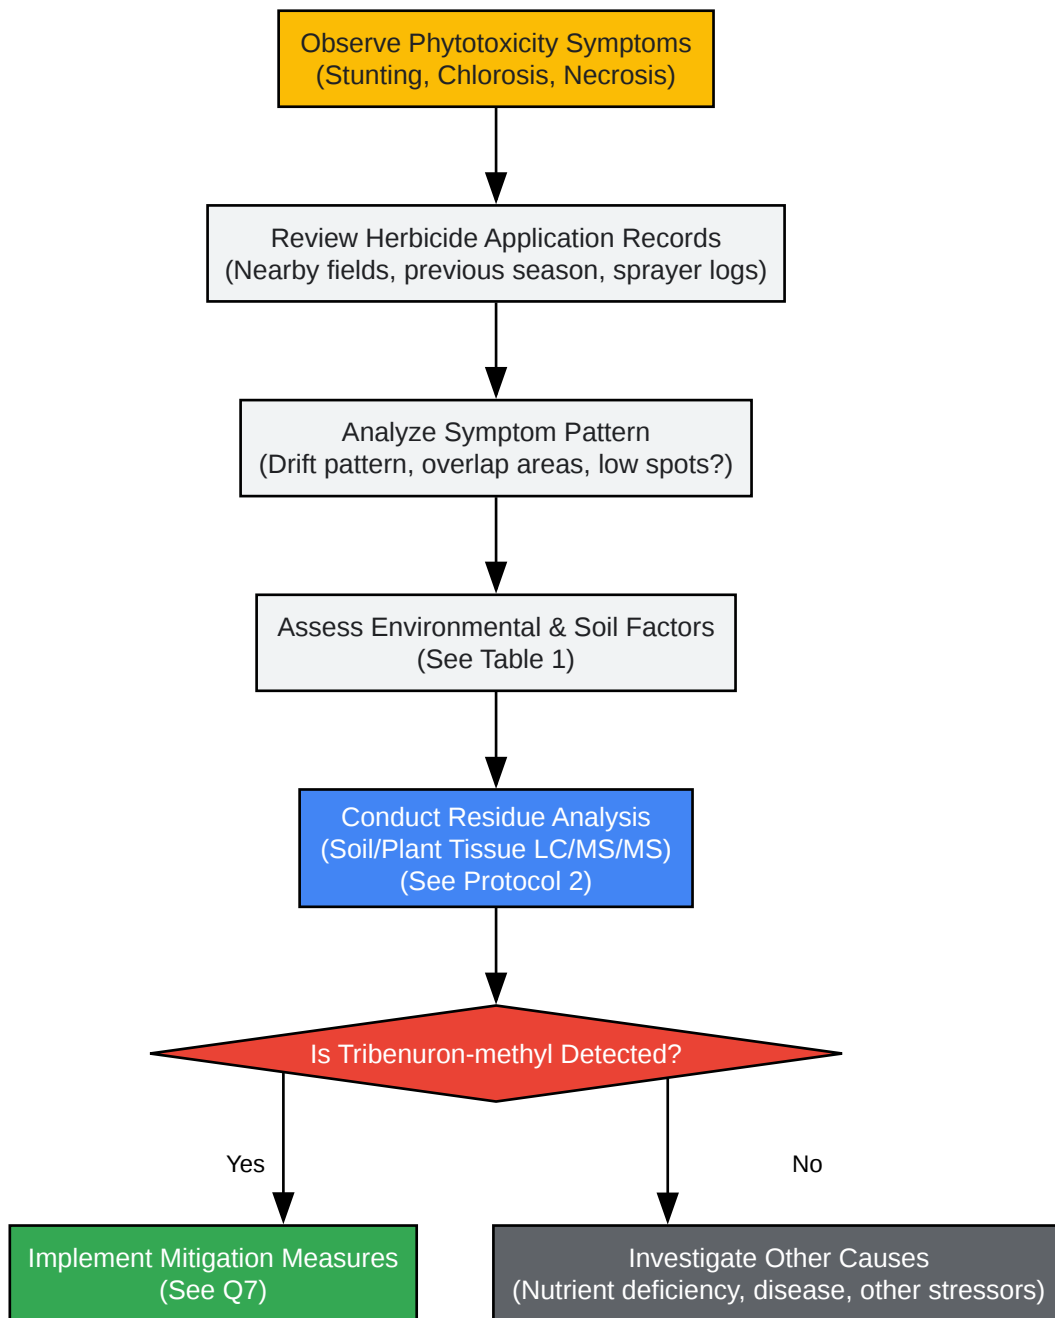 Observe Phytotoxicity Symptoms
(Stunting, Chlorosis, Necrosis)
Review Herbicide Application Records
(Nearby fields, previous season, sprayer logs)
Analyze Symptom Pattern
(Drift pattern, overlap areas, low spots?)
Assess Environmental & Soil Factors
(See Table 1)
Conduct Residue Analysis
(Soil/Plant Tissue LC/MS/MS)
(See Protocol 2)
Is Tribenuron-methyl Detected?
Yes
No
Implement Mitigation Measures
(See Q7)
Investigate Other Causes
(Nutrient deficiency, disease, other stressors)